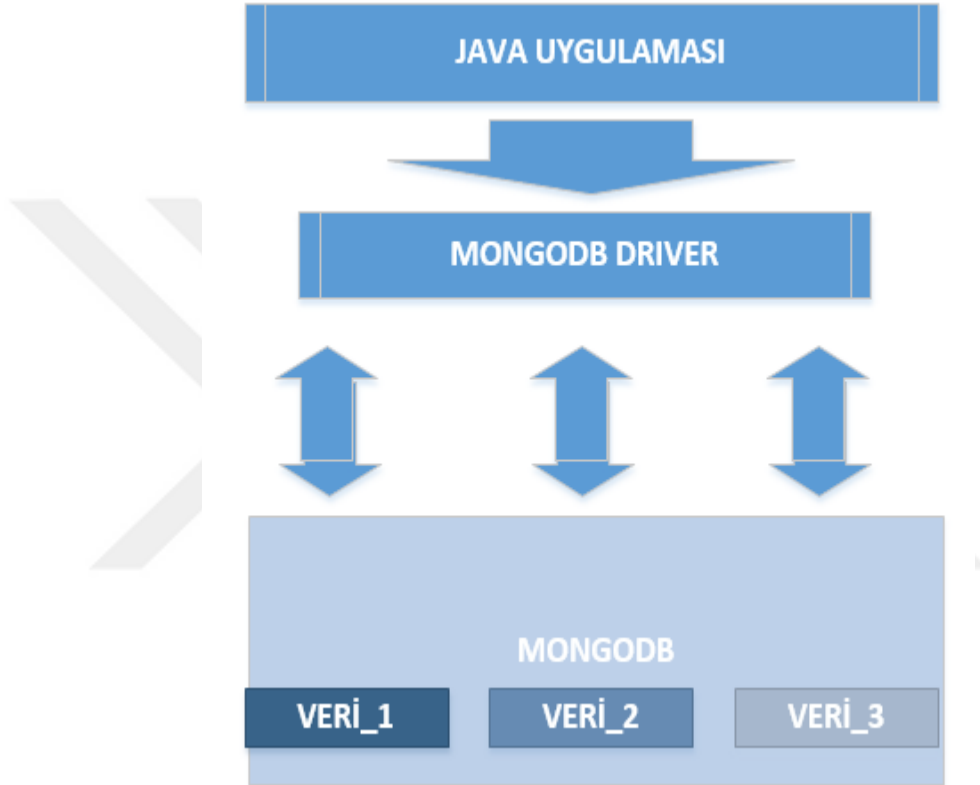 JAVA UYGULAMASI
MONGODB DRIVER
MONGODB
VERİ_1 VERİ_2 VERİ_3